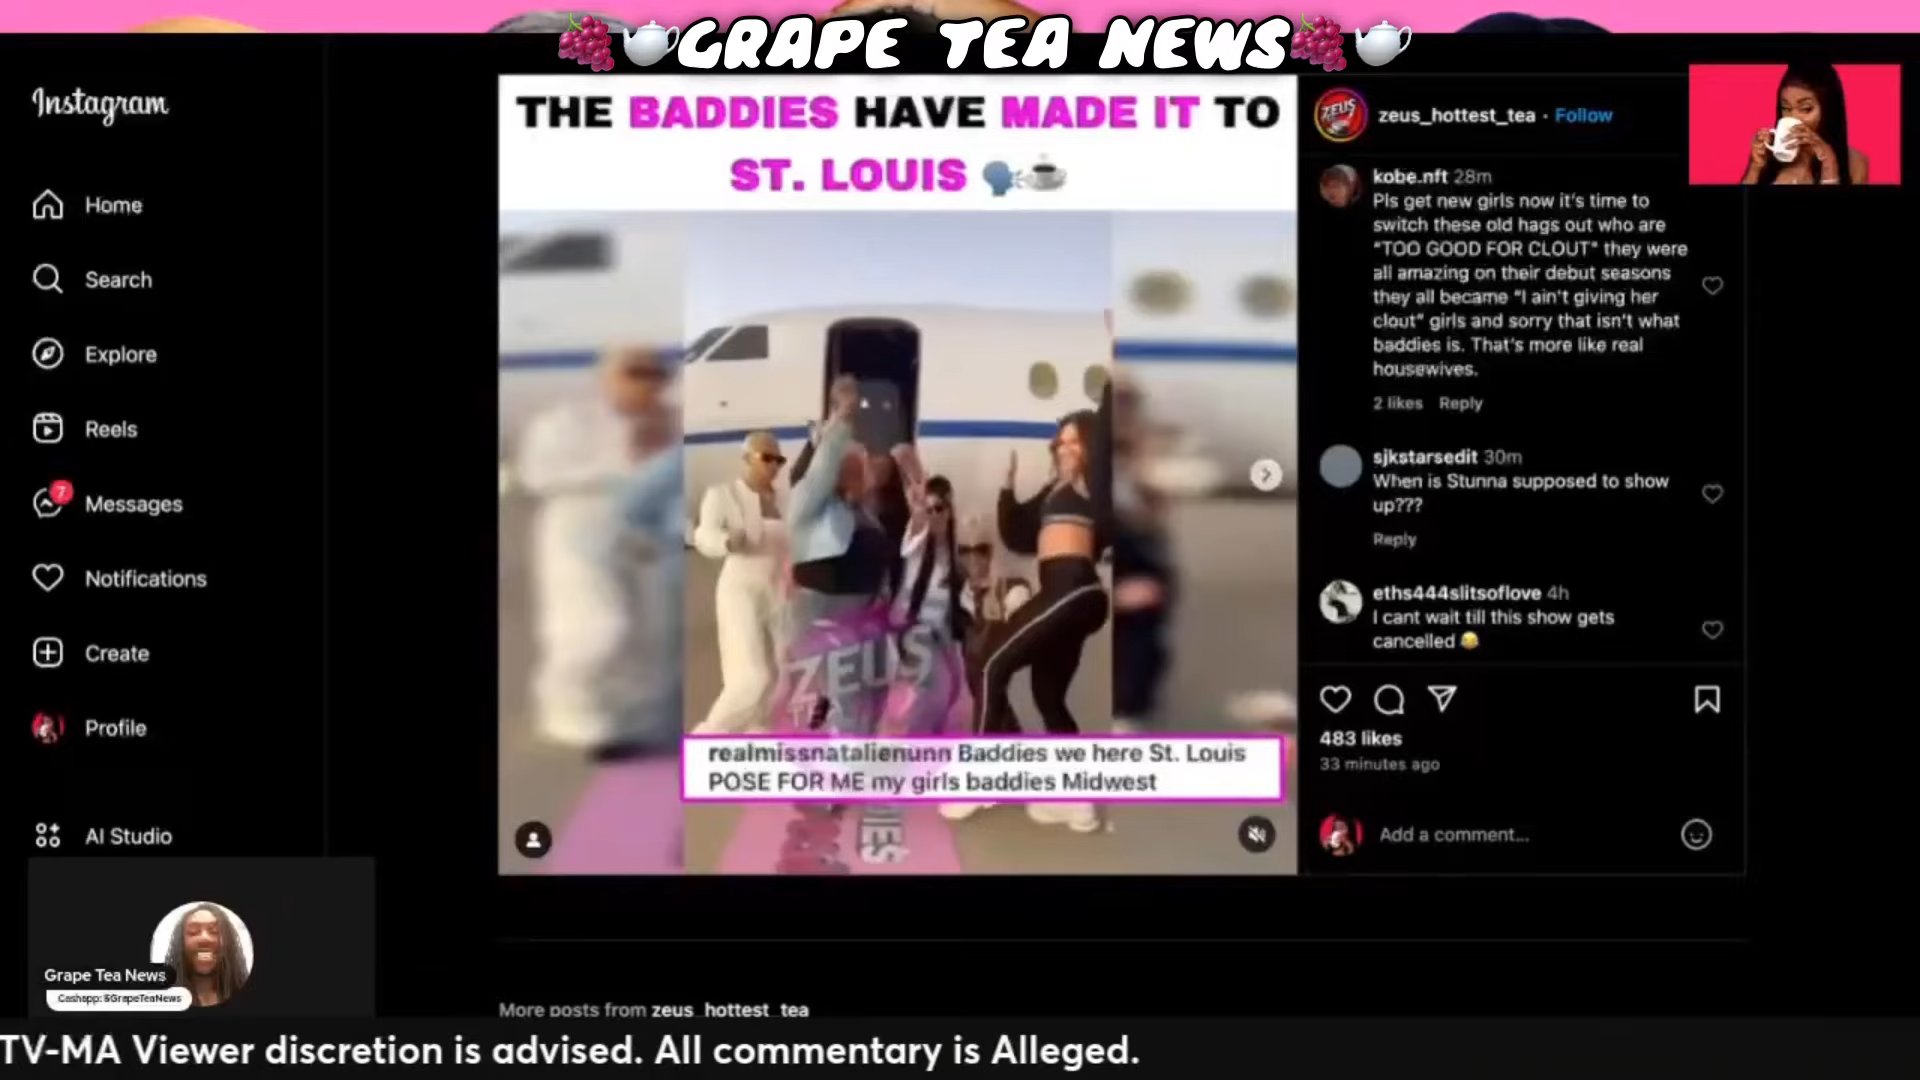 GRAPE TEA NEWS
Instagram
Home
Search
Explore
Reels
7
Messages
Notifications
Create
Profile
AI Studio
THE BADDIES HAVE MADE IT TO
ST. LOUIS
ZEUS
realmissnatalienunn Baddies we here St. Louis
POSE FOR ME my girls baddies Midwest
ZEUS
zeus_hottest_tea · Follow
kobe.nft 28m
Pls get new girls now it's time to
switch these old hags out who are
"TOO GOOD FOR CLOUT" they were
all amazing on their debut seasons
they all became "I ain't giving her
clout" girls and sorry that isn't what
baddies is. That's more like real
housewives.
2 likes Reply
sjkstarsedit 30m
When is Stunna supposed to show
up???
Reply
eths444slitsoflove 4h
I cant wait till this show gets
cancelled 😂
483 likes
33 minutes ago
Add a comment...
More posts from zeus_hottest_tea
Grape Tea News
Cashapp: $GrapeTeaNews
TV-MA Viewer discretion is advised. All commentary is Alleged.